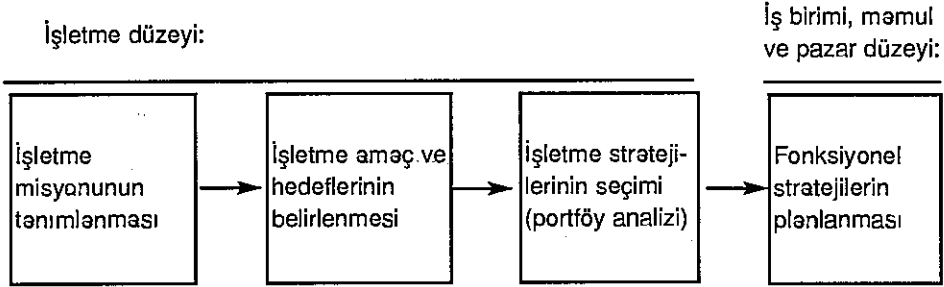 İşletme düzeyi:
İş birimi, mamul
ve pazar düzeyi:
İşletme
misyonunun
tanımlanması
İşletme amaç ve
hedeflerinin
belirlenmesi
İşletme strateji-
lerinin seçimi
(portföy analizi)
Fonksiyonel
stratejilerin
planlanması